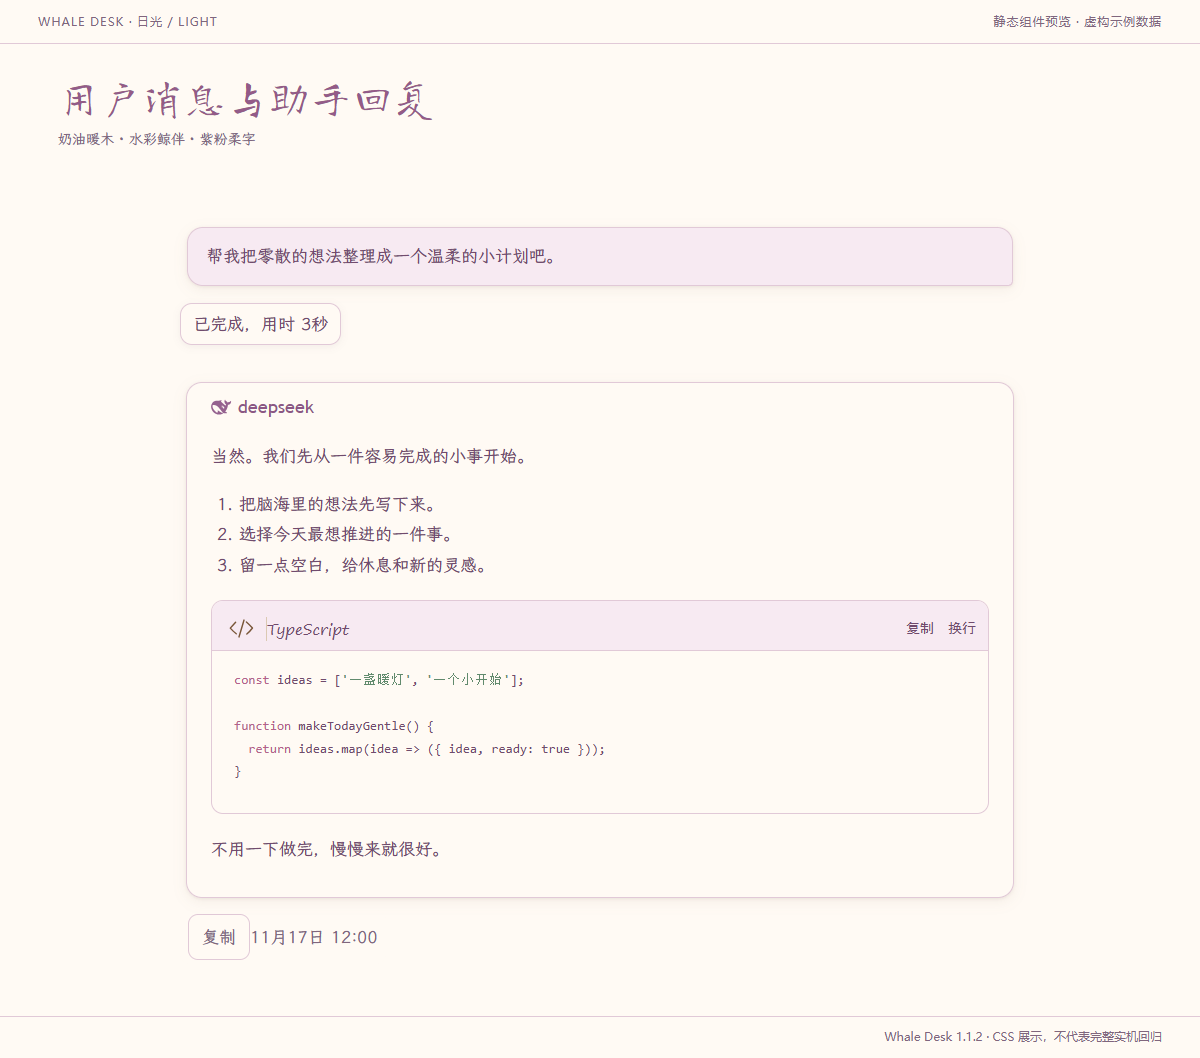 WHALE DESK · 日光 / LIGHT
静态组件预览 · 虚构示例数据
用户消息与助手回复
奶油暖木 · 水彩鲸伴 · 紫粉柔字
帮我把零散的想法整理成一个温柔的小计划吧。
已完成，用时 3秒
deepseek
当然。我们先从一件容易完成的小事开始。
1. 把脑海里的想法先写下来。
2. 选择今天最想推进的一件事。
3. 留一点空白，给休息和新的灵感。
</> TypeScript
复制 换行
const ideas = ['一盏暖灯', '一个小开始'];
function makeTodayGentle() {
  return ideas.map(idea => ({ idea, ready: true }));
}
不用一下做完，慢慢来就很好。
复制 11月17日 12:00
Whale Desk 1.1.2 · CSS 展示，不代表完整实机回归